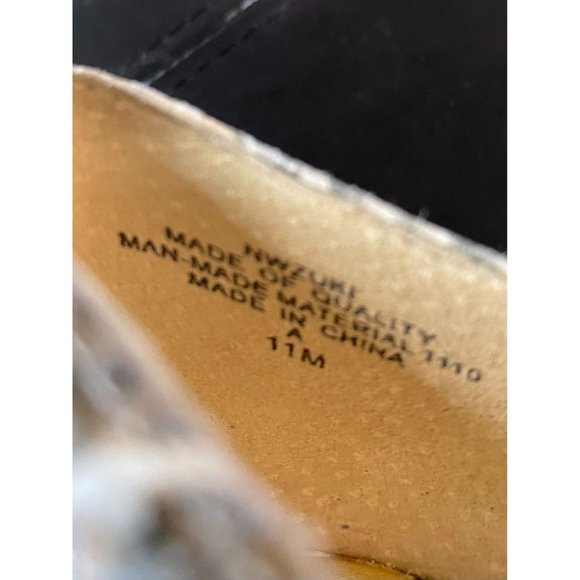 NWZUKI
MADE OF QUALITY
MAN-MADE MATERIAL
MADE IN CHINA 1110
A
11M